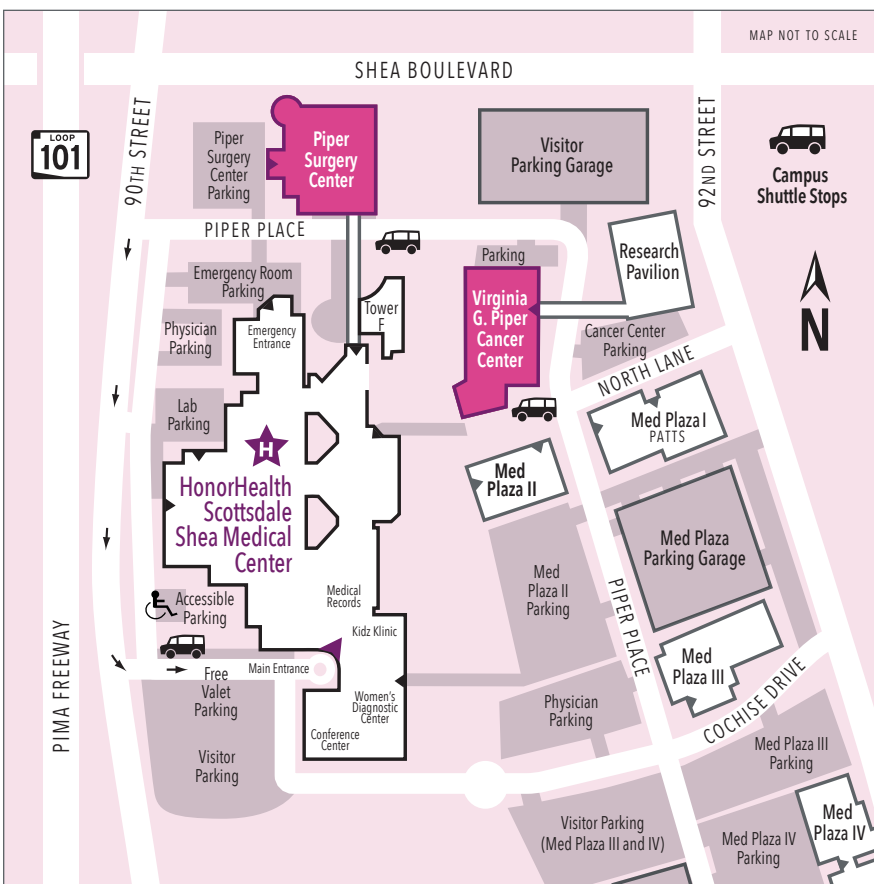 MAP NOT TO SCALE
SHEA BOULEVARD
LOOP
101
90TH STREET
Piper
Surgery
Center
Parking
Piper
Surgery
Center
Visitor
Parking Garage
92ND STREET
Campus
Shuttle Stops
PIPER PLACE
Emergency Room
Parking
Tower
F
Parking
Research
Pavilion
N
Virginia
G. Piper
Cancer
Center
Cancer Center
Parking
Physician
Parking
Emergency
Entrance
NORTH LANE
Lab
Parking
Med Plaza I
PATTS
H
HonorHealth
Scottsdale
Shea Medical
Center
Med
Plaza II
Med Plaza
Parking Garage
Med
Plaza II
Parking
PIPER PLACE
Medical
Records
Accessible
Parking
Kidz Klinic
Main Entrance
Free
Valet
Parking
Women's
Diagnostic
Center
Conference
Center
Med
Plaza III
COCHISE DRIVE
PIMA FREEWAY
Visitor
Parking
Physician
Parking
Med Plaza III
Parking
Visitor Parking
(Med Plaza III and IV)
Med Plaza IV
Parking
Med
Plaza IV